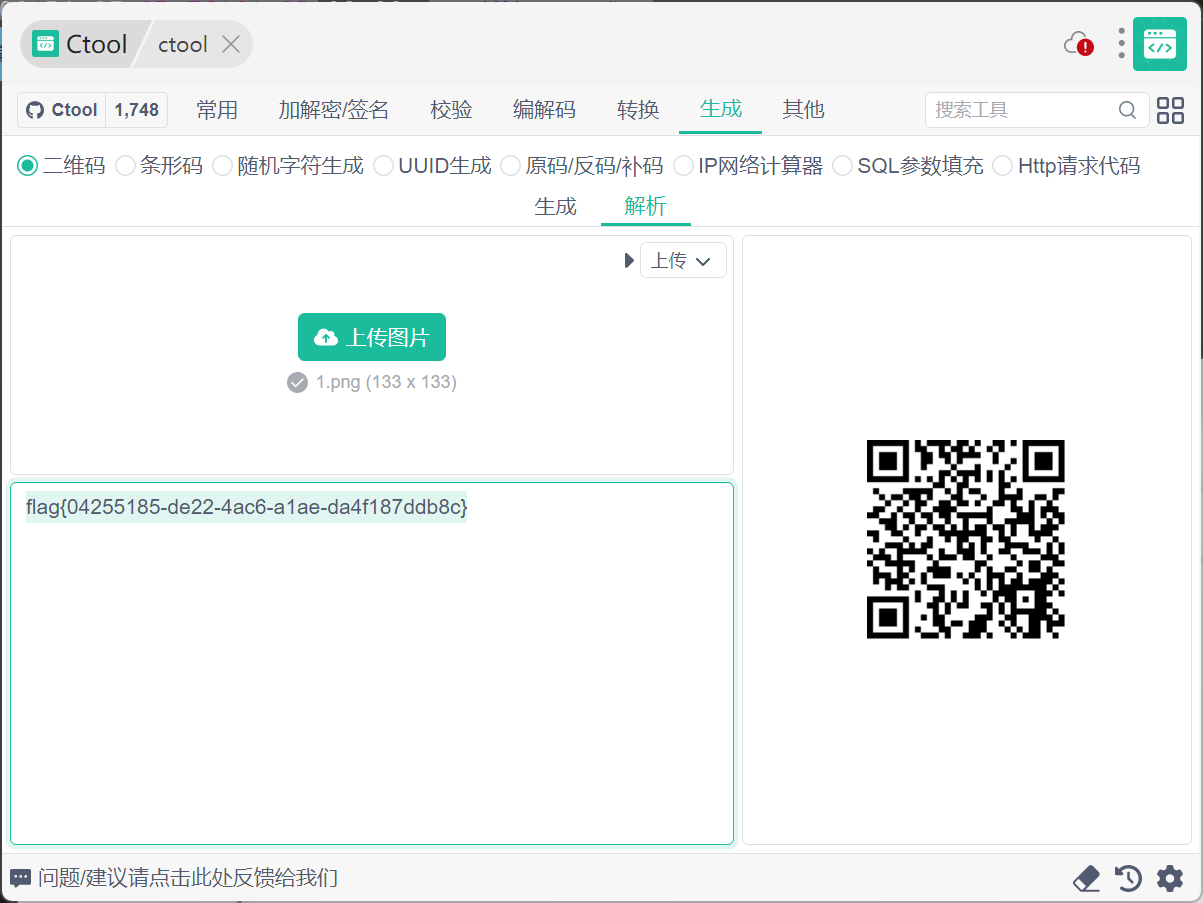 Ctool ctool
Ctool 1,748 常用 加解密/签名 校验 编解码 转换 生成 其他 搜索工具
二维码 条形码 随机字符生成 UUID生成 原码/反码/补码 IP网络计算器 SQL参数填充 Http请求代码
生成 解析
上传
上传图片
1.png (133 x 133)
flag{04255185-de22-4ac6-a1ae-da4f187ddb8c}
问题/建议请点击此处反馈给我们